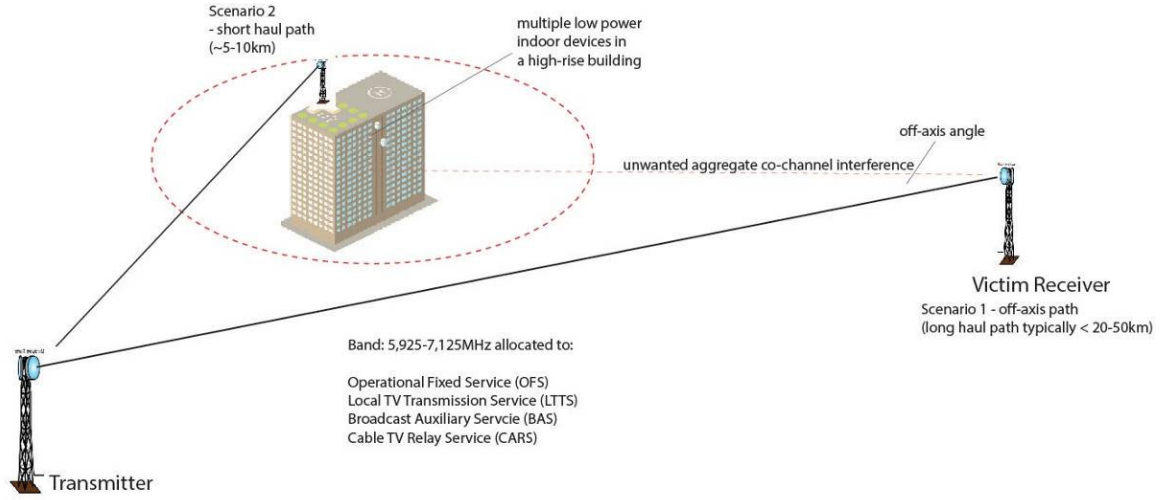 Scenario 2
- short haul path
(~5-10km)
multiple low power
indoor devices in
a high-rise building
off-axis angle
unwanted aggregate co-channel interference
Victim Receiver
Scenario 1 - off-axis path
(long haul path typically < 20-50km)
Band: 5,925-7,125MHz allocated to:
Operational Fixed Service (OFS)
Local TV Transmission Service (LTTS)
Broadcast Auxiliary Servcie (BAS)
Cable TV Relay Service (CARS)
Transmitter